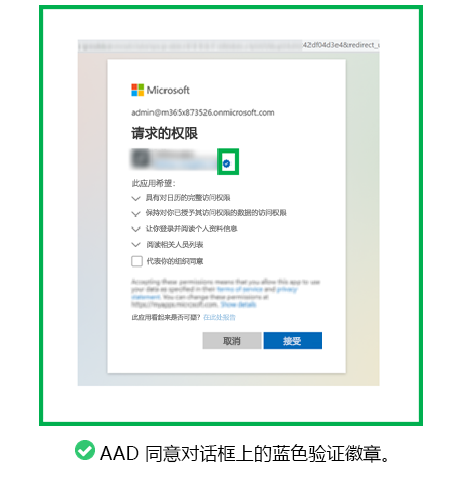 42df04d3e4&redirect_u
Microsoft
admin@m365x873526.onmicrosoft.com
请求的权限
此应用希望：
具有对日历的完整访问权限
保持对你已授予其访问权限的数据的访问权限
让你登录并阅读个人资料信息
阅读相关人员列表
代表你的组织同意
Accepting these permissions means that you allow this app to use
your data as specified in their terms of service and privacy
statement. You can change these permissions at
https://myapps.microsoft.com. Show details
此应用看起来是否可疑？在此处报告
取消
接受
AAD 同意对话框上的蓝色验证徽章。